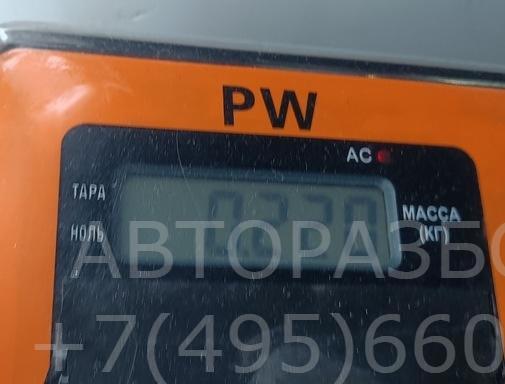 PW
AC
ТАРА
МАССА
НОЛЬ
(КГ)
АВТОРАЗБО
+7(495)660